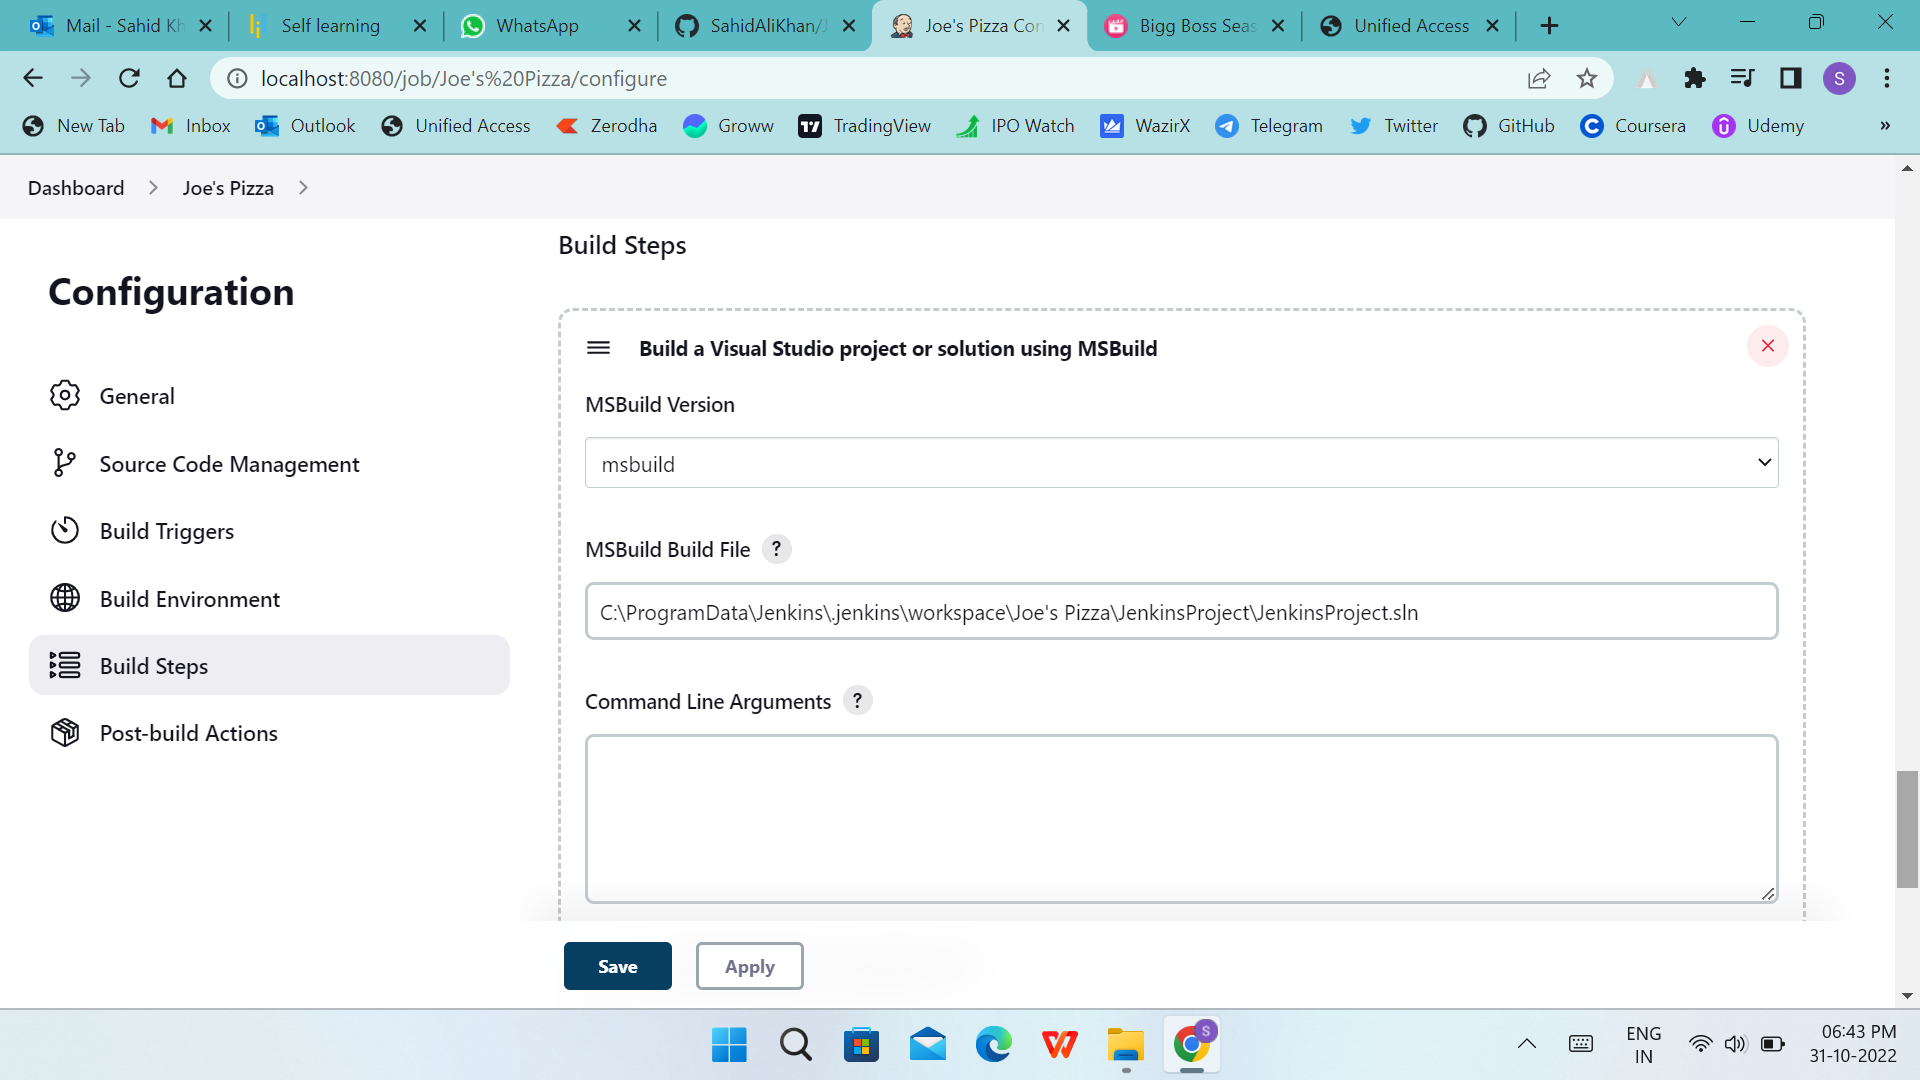 Mail - Sahid Kh
Self learning
WhatsApp
SahidAliKhan/J
Joe's Pizza Con
Bigg Boss Seas
Unified Access
localhost:8080/job/Joe's%20Pizza/configure
S
New Tab
Inbox
Outlook
Unified Access
Zerodha
Groww
TradingView
IPO Watch
WazirX
Telegram
Twitter
GitHub
Coursera
Udemy
»
Dashboard
Joe's Pizza
Configuration
General
Source Code Management
Build Triggers
Build Environment
Build Steps
Post-build Actions
Build Steps
Build a Visual Studio project or solution using MSBuild
MSBuild Version
msbuild
MSBuild Build File ?
C:\ProgramData\Jenkins\.jenkins\workspace\Joe's Pizza\JenkinsProject\JenkinsProject.sln
Command Line Arguments ?
Save
Apply
S
ENG
IN
06:43 PM
31-10-2022